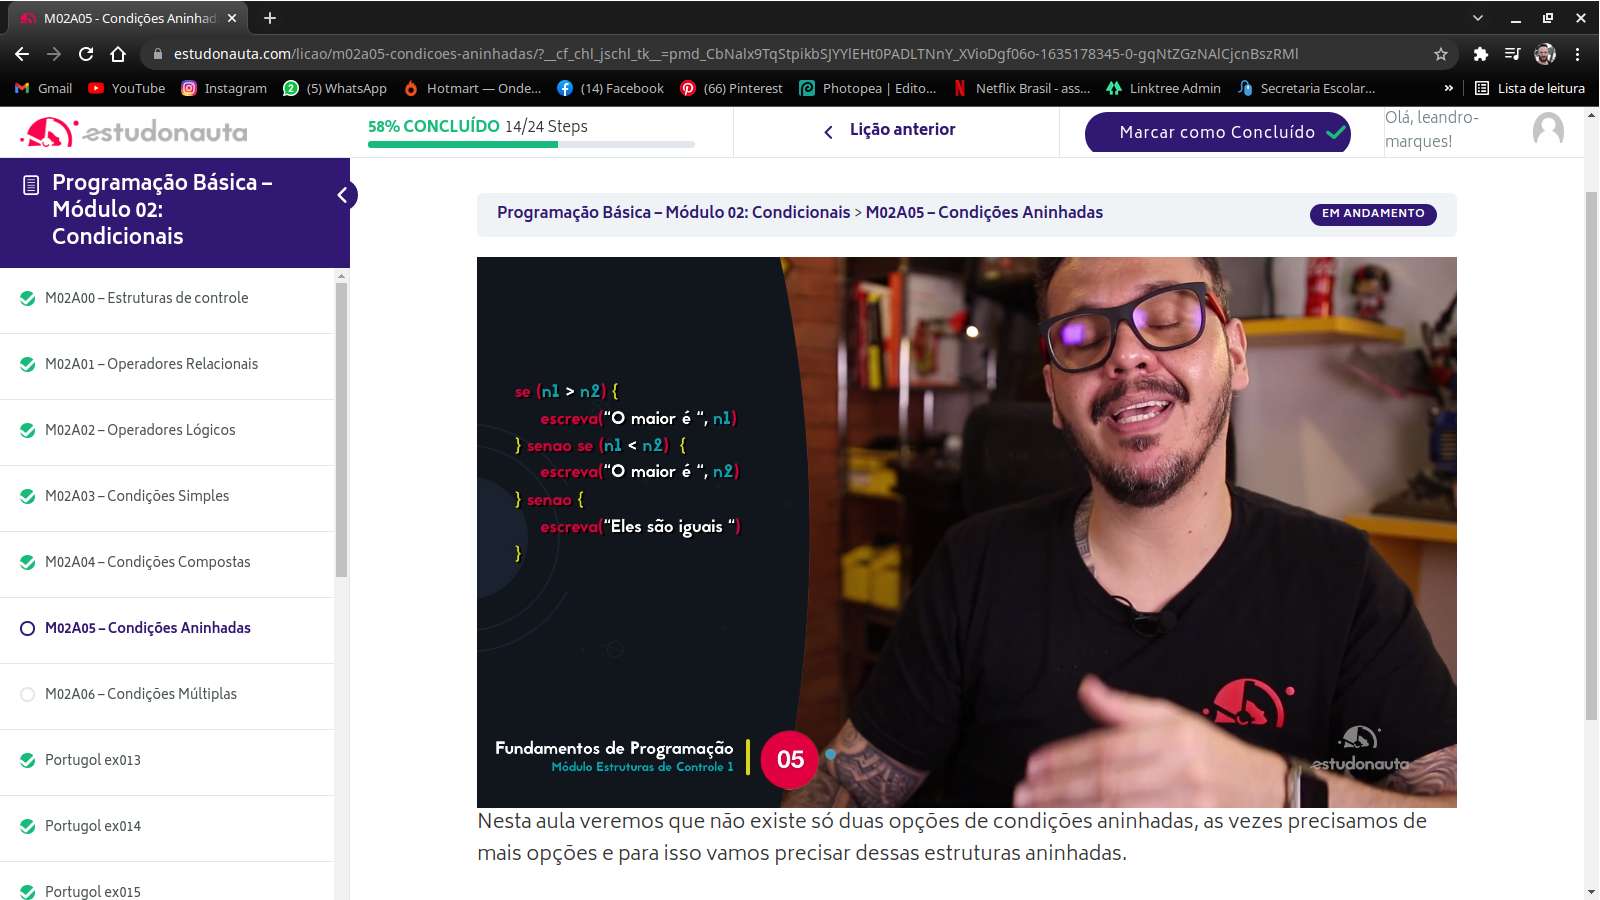 M02A05 - Condições Aninhad
estudonauta.com/licao/m02a05-condicoes-aninhadas/?__cf_chl_jschl_tk__=pmd_CbNalx9TqStpikbSJYYlEHt0PADLTNnY_XVioDgf06o-1635178345-0-gqNtZGzNAlCjcnBszRMl
Gmail YouTube Instagram (5) WhatsApp Hotmart — Onde... (14) Facebook (66) Pinterest Photopea | Edito... Netflix Brasil - ass... Linktree Admin Secretaria Escolar... » Lista de leitura
estudonauta
58% CONCLUÍDO 14/24 Steps
Lição anterior
Marcar como Concluído
Olá, leandro-
marques!
Programação Básica –
Módulo 02:
Condicionais
M02A00 – Estruturas de controle
M02A01 – Operadores Relacionais
M02A02 – Operadores Lógicos
M02A03 – Condições Simples
M02A04 – Condições Compostas
M02A05 – Condições Aninhadas
M02A06 – Condições Múltiplas
Portugol ex013
Portugol ex014
Portugol ex015
Programação Básica – Módulo 02: Condicionais > M02A05 – Condições Aninhadas
EM ANDAMENTO
se (n1 > n2) {
escreva("O maior é ", n1)
} senao se (n1 < n2) {
escreva("O maior é ", n2)
} senao {
escreva("Eles são iguais ")
}
Fundamentos de Programação
Módulo Estruturas de Controle 1
05
estudonauta
Nesta aula veremos que não existe só duas opções de condições aninhadas, as vezes precisamos de
mais opções e para isso vamos precisar dessas estruturas aninhadas.